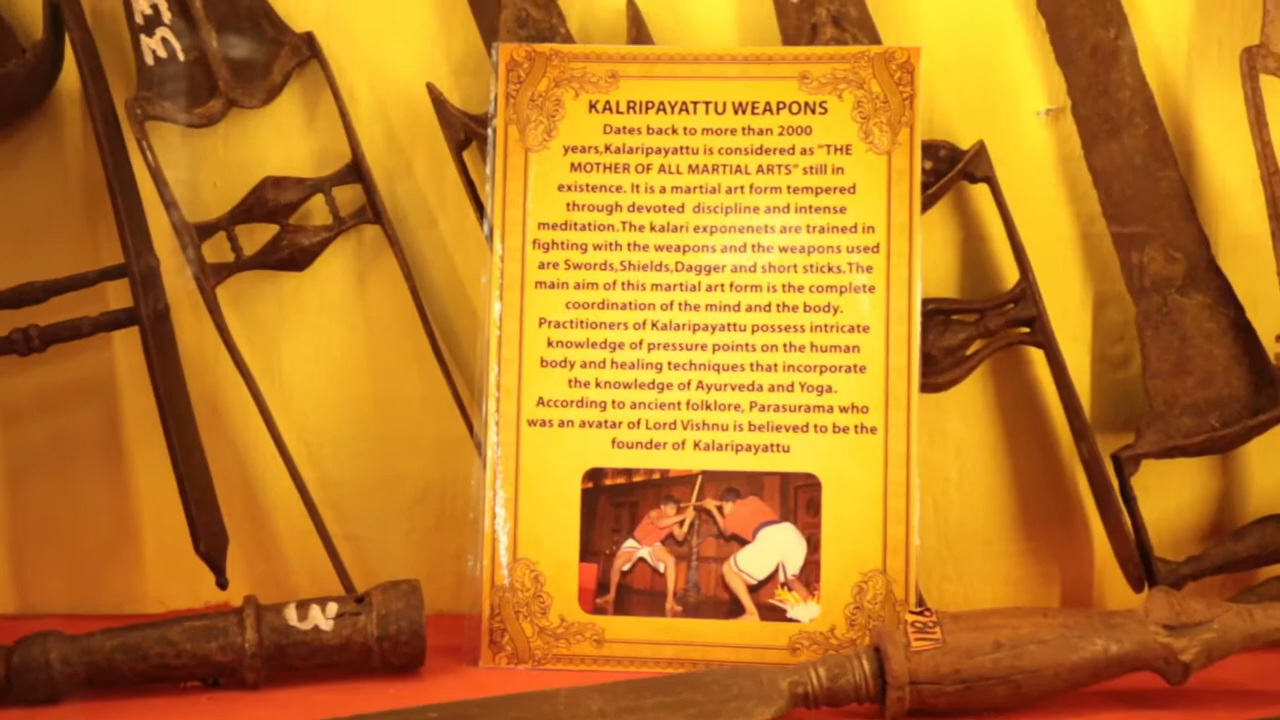 KALRIPAYATTU WEAPONS
Dates back to more than 2000
years,Kalaripayattu is considered as "THE
MOTHER OF ALL MARTIAL ARTS" still in
existence. It is a martial art form tempered
through devoted discipline and intense
meditation.The kalari exponenets are trained in
fighting with the weapons and the weapons used
are Swords,Shields,Dagger and short sticks.The
main aim of this martial art form is the complete
coordination of the mind and the body.
Practitioners of Kalaripayattu possess intricate
knowledge of pressure points on the human
body and healing techniques that incorporate
the knowledge of Ayurveda and Yoga.
According to ancient folklore, Parasurama who
was an avatar of Lord Vishnu is believed to be the
founder of Kalaripayattu